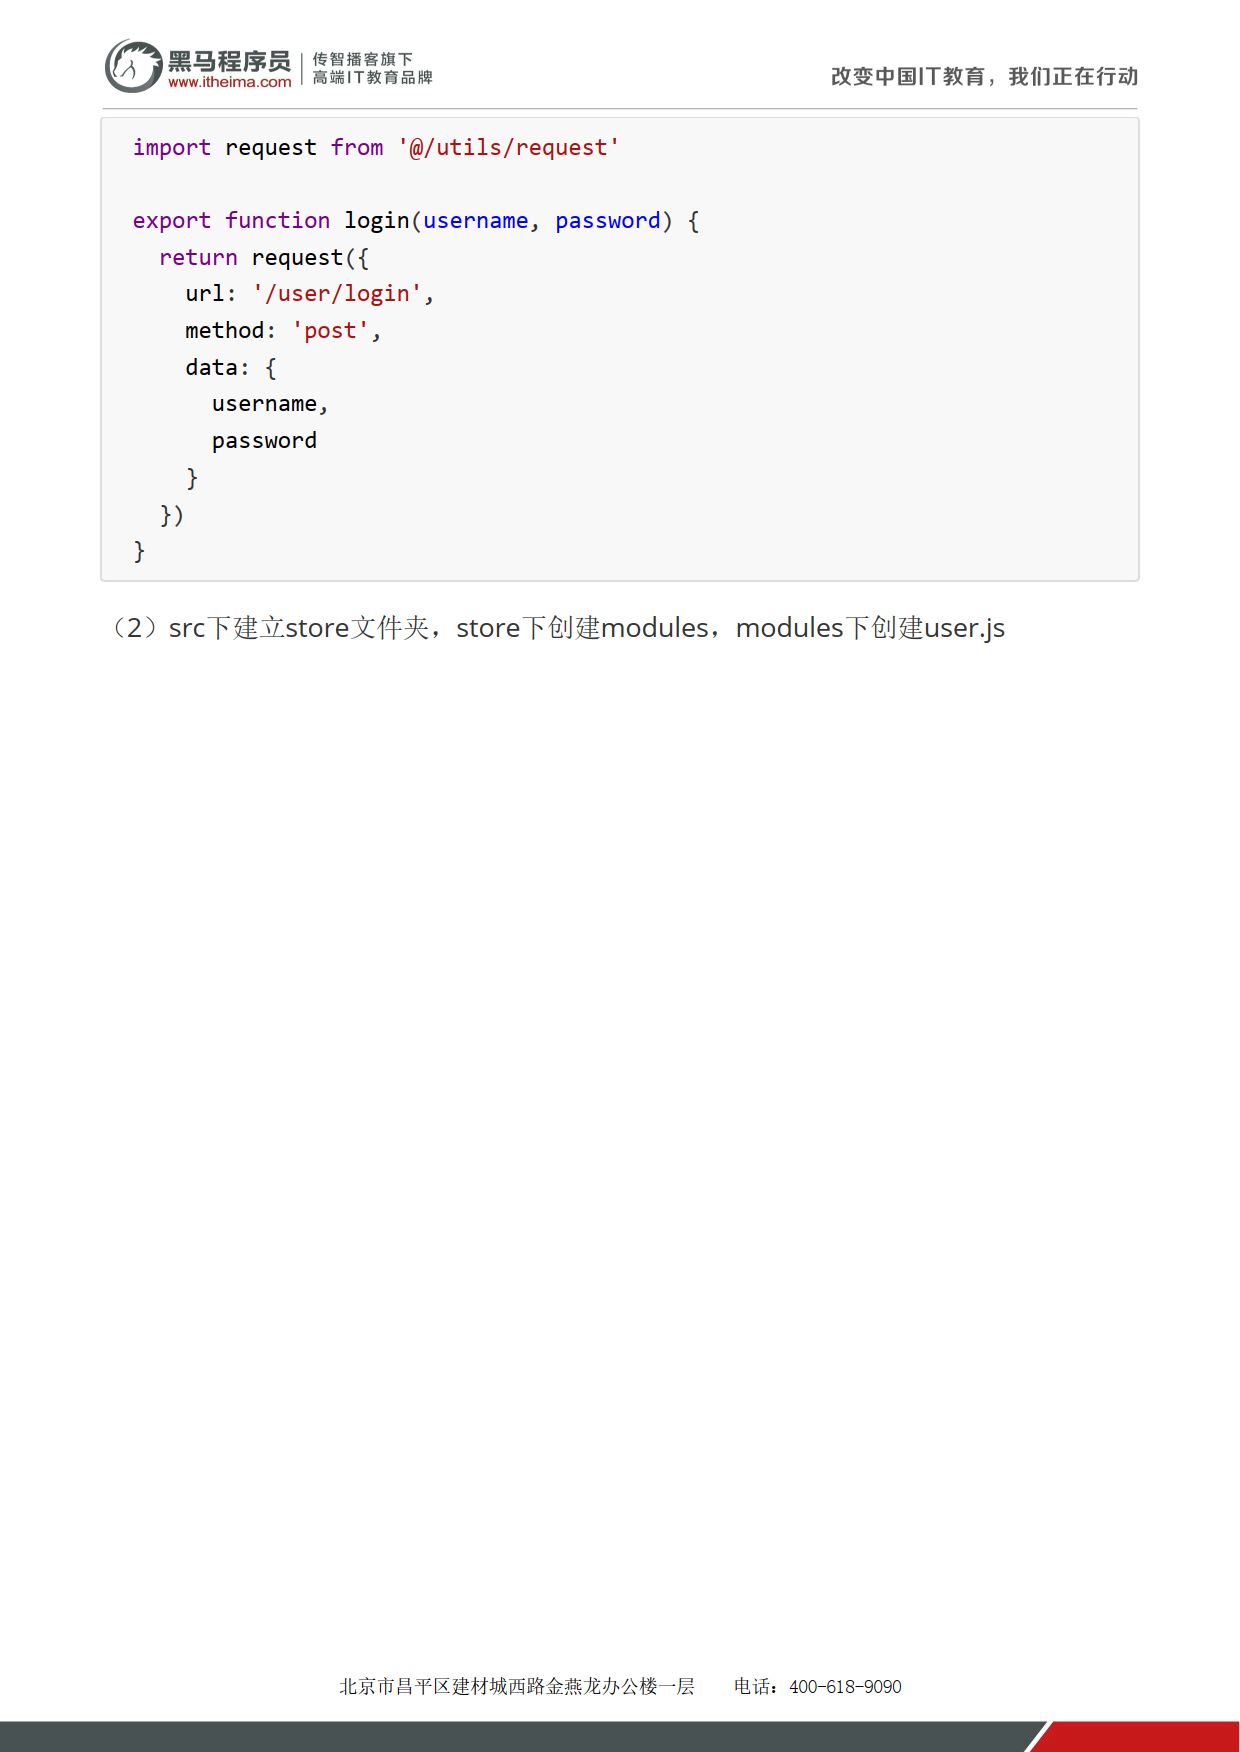 黑马程序员
www.itheima.com
传智播客旗下
高端IT教育品牌
改变中国IT教育，我们正在行动
import request from '@/utils/request'
export function login(username, password) {
  return request({
    url: '/user/login',
    method: 'post',
    data: {
      username,
      password
    }
  })
}
（2）src下建立store文件夹，store下创建modules，modules下创建user.js
北京市昌平区建材城西路金燕龙办公楼一层 电话：400-618-9090